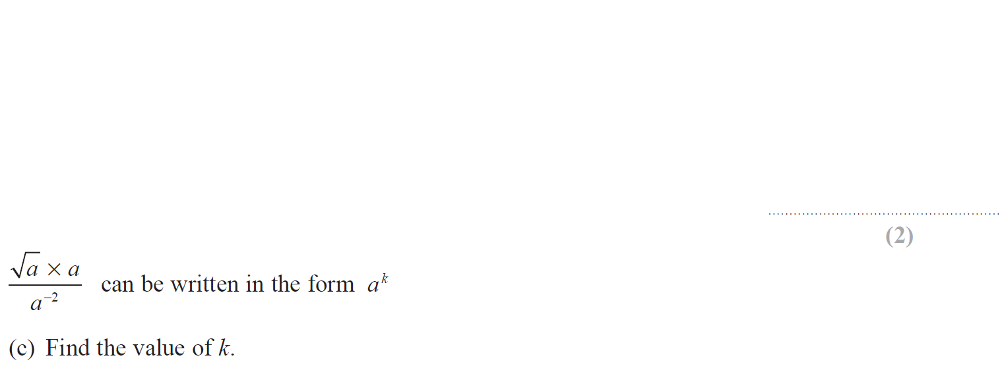 (2)
√a × a / a⁻² can be written in the form aᵏ
(c) Find the value of k.